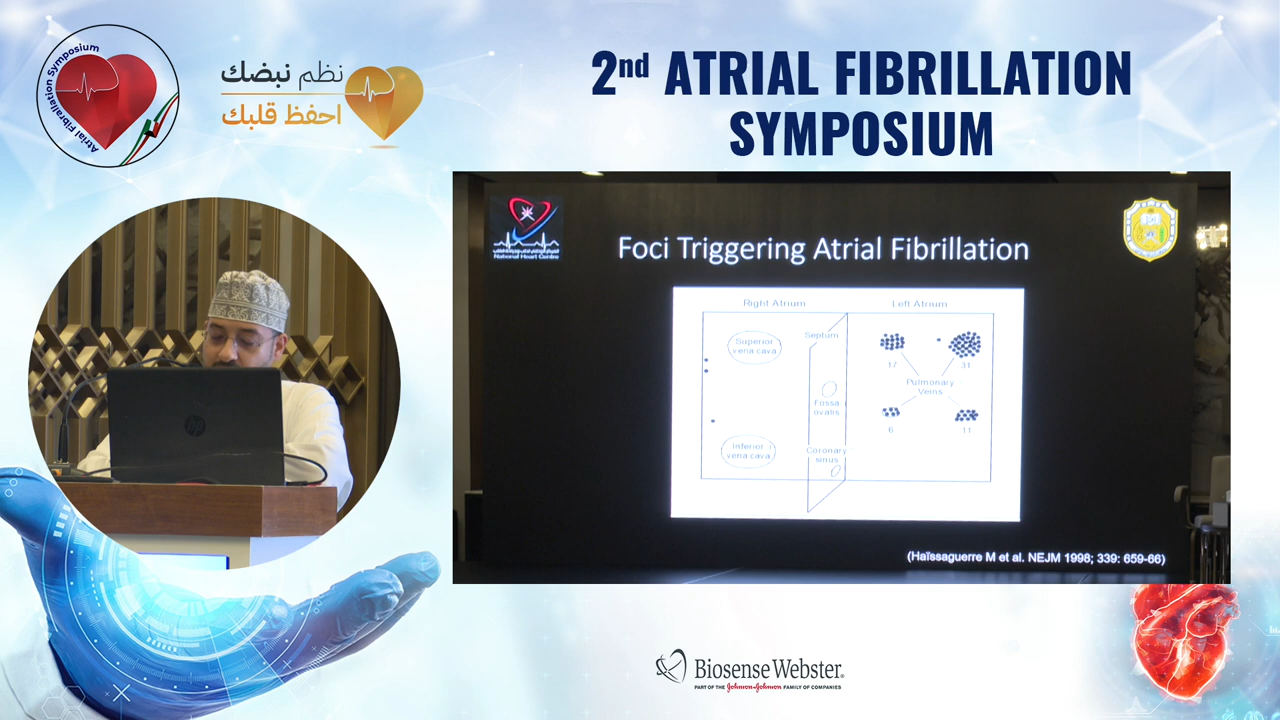 Atrial Fibrallation Symposium
نظم نبضك
احفظ قلبك
2nd ATRIAL FIBRILLATION
SYMPOSIUM
National Heart Centre
Foci Triggering Atrial Fibrillation
Right Atrium
Left Atrium
Superior
vena cava
Septum
17
31
Pulmonary
Veins
Fossa
ovalis
6
11
Inferior
vena cava
Coronary
sinus
(Haïssaguerre M et al. NEJM 1998; 339: 659-66)
hp
Biosense Webster®
PART OF THE Johnson & Johnson FAMILY OF COMPANIES